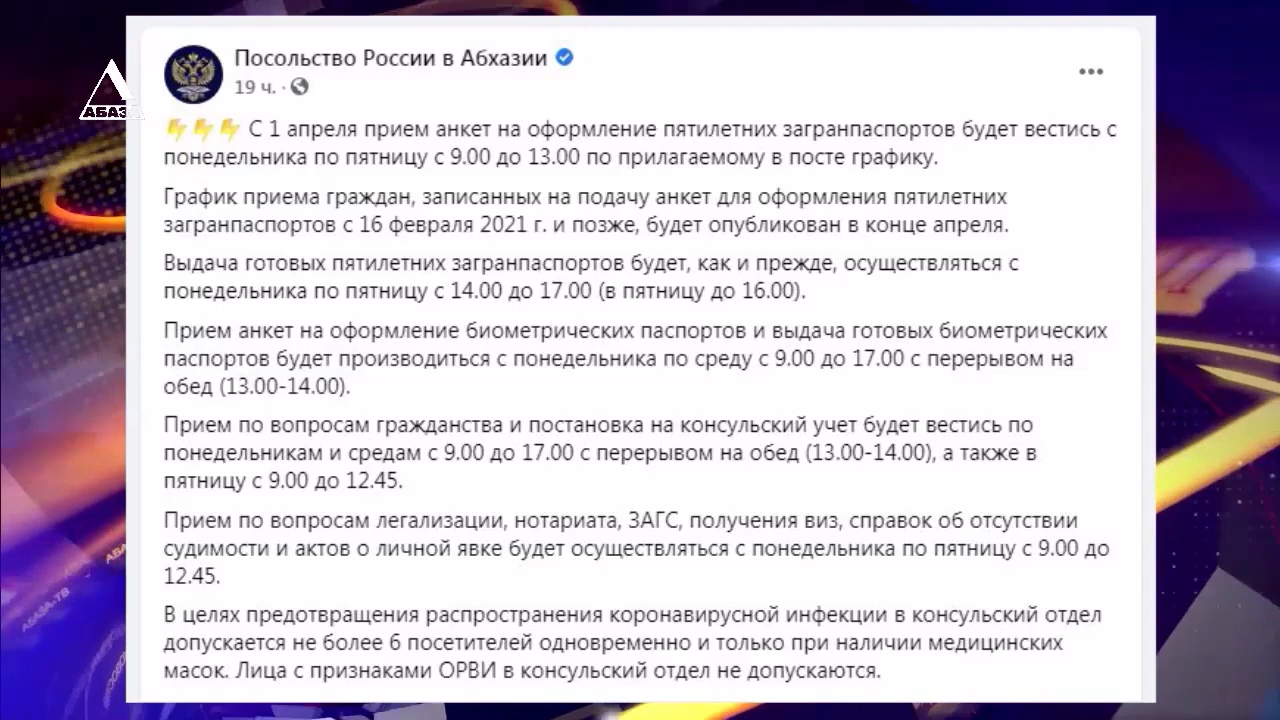 Посольство России в Абхазии
19 ч. ·
АБАЗА
С 1 апреля прием анкет на оформление пятилетних загранпаспортов будет вестись с
понедельника по пятницу с 9.00 до 13.00 по прилагаемому в посте графику.
График приема граждан, записанных на подачу анкет для оформления пятилетних
загранпаспортов с 16 февраля 2021 г. и позже, будет опубликован в конце апреля.
Выдача готовых пятилетних загранпаспортов будет, как и прежде, осуществляться с
понедельника по пятницу с 14.00 до 17.00 (в пятницу до 16.00).
Прием анкет на оформление биометрических паспортов и выдача готовых биометрических
паспортов будет производиться с понедельника по среду с 9.00 до 17.00 с перерывом на
обед (13.00-14.00).
Прием по вопросам гражданства и постановка на консульский учет будет вестись по
понедельникам и средам с 9.00 до 17.00 с перерывом на обед (13.00-14.00), а также в
пятницу с 9.00 до 12.45.
Прием по вопросам легализации, нотариата, ЗАГС, получения виз, справок об отсутствии
судимости и актов о личной явке будет осуществляться с понедельника по пятницу с 9.00 до
12.45.
В целях предотвращения распространения коронавирусной инфекции в консульский отдел
допускается не более 6 посетителей одновременно и только при наличии медицинских
масок. Лица с признаками ОРВИ в консульский отдел не допускаются.
АБАЗА-ТВ